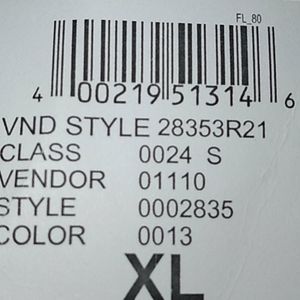 FL_80
4 00219 51314 6
VND STYLE 28353R21
CLASS 0024 S
VENDOR 01110
STYLE 0002835
COLOR 0013
XL